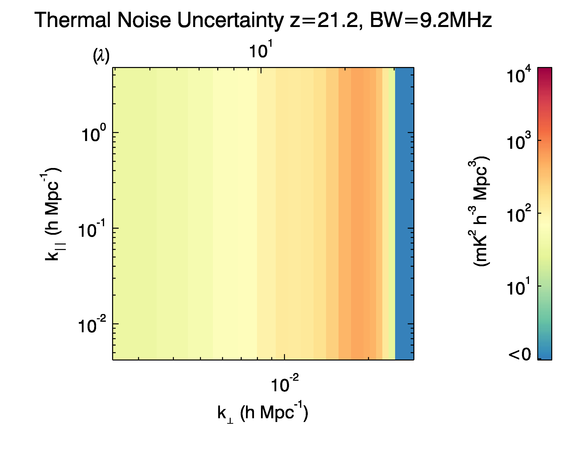 Thermal Noise Uncertainty z=21.2, BW=9.2MHz
(λ) 10¹
10⁰
10⁻¹
10⁻²
k|| (h Mpc⁻¹)
10⁻²
k⊥ (h Mpc⁻¹)
10⁴
10³
10²
10¹
<0
(mK² h⁻³ Mpc³)